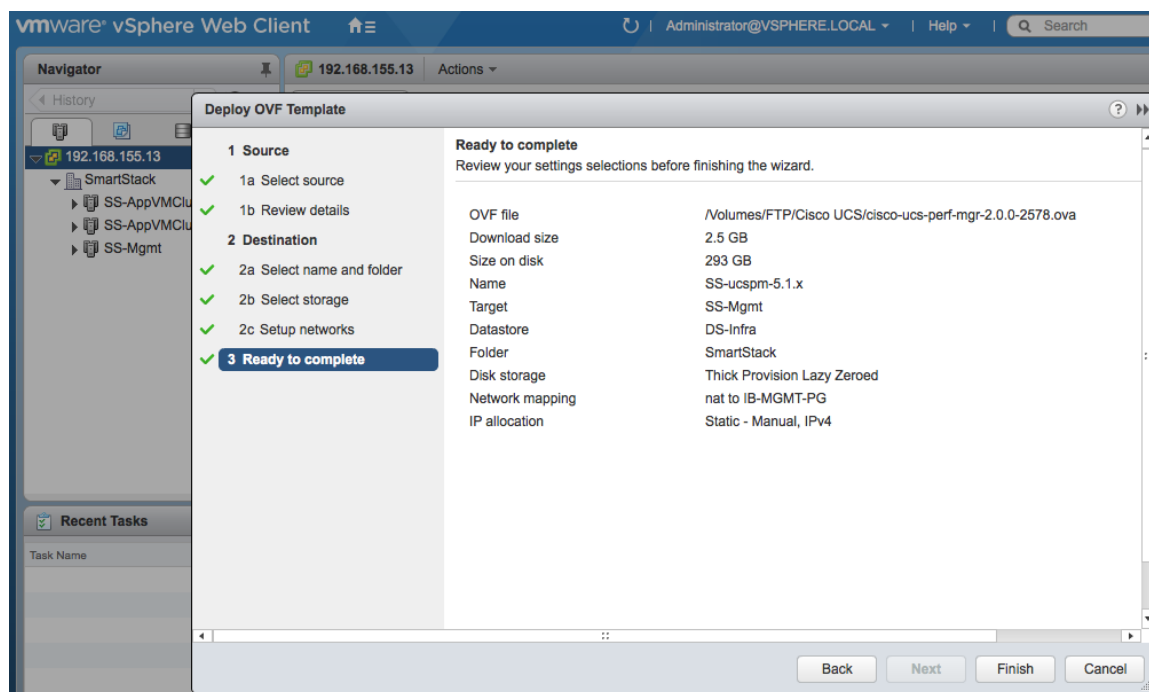 vmware® vSphere Web Client
Administrator@VSPHERE.LOCAL
Help
Search
Navigator
192.168.155.13
Actions
History
Deploy OVF Template
192.168.155.13
SmartStack
SS-AppVMClu
SS-AppVMClu
SS-Mgmt
1 Source
1a Select source
1b Review details
2 Destination
2a Select name and folder
2b Select storage
2c Setup networks
3 Ready to complete
Ready to complete
Review your settings selections before finishing the wizard.
OVF file /Volumes/FTP/Cisco UCS/cisco-ucs-perf-mgr-2.0.0-2578.ova
Download size 2.5 GB
Size on disk 293 GB
Name SS-ucspm-5.1.x
Target SS-Mgmt
Datastore DS-Infra
Folder SmartStack
Disk storage Thick Provision Lazy Zeroed
Network mapping nat to IB-MGMT-PG
IP allocation Static - Manual, IPv4
Recent Tasks
Task Name
Back Next Finish Cancel